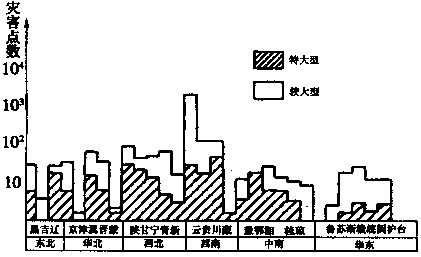 灾害点数
10⁴
10³
10²
10
特大型
较大型
黑吉辽 京津冀晋蒙 陕甘宁青新 云贵川藏 豫鄂湘 桂琼 鲁苏浙赣皖闽沪台
东北 华北 西北 西南 中南 华东